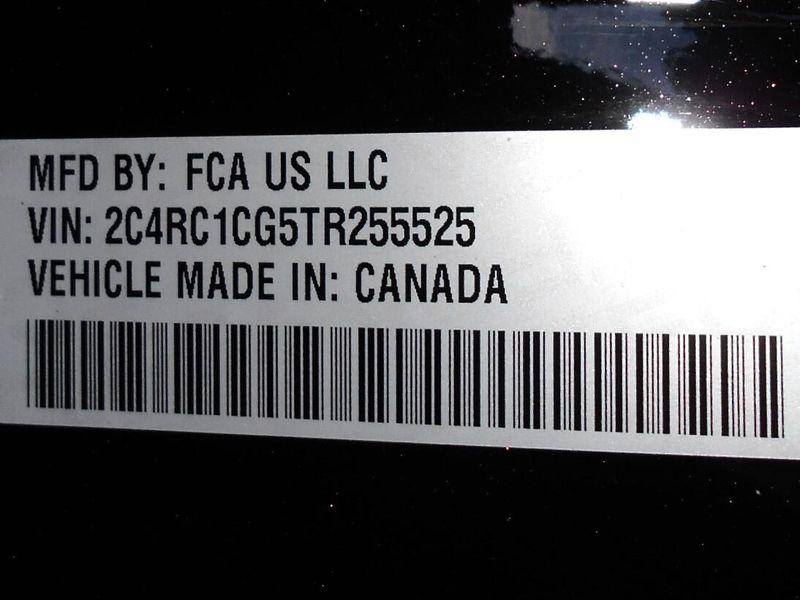 MFD BY: FCA US LLC
VIN: 2C4RC1CG5TR255525
VEHICLE MADE IN: CANADA